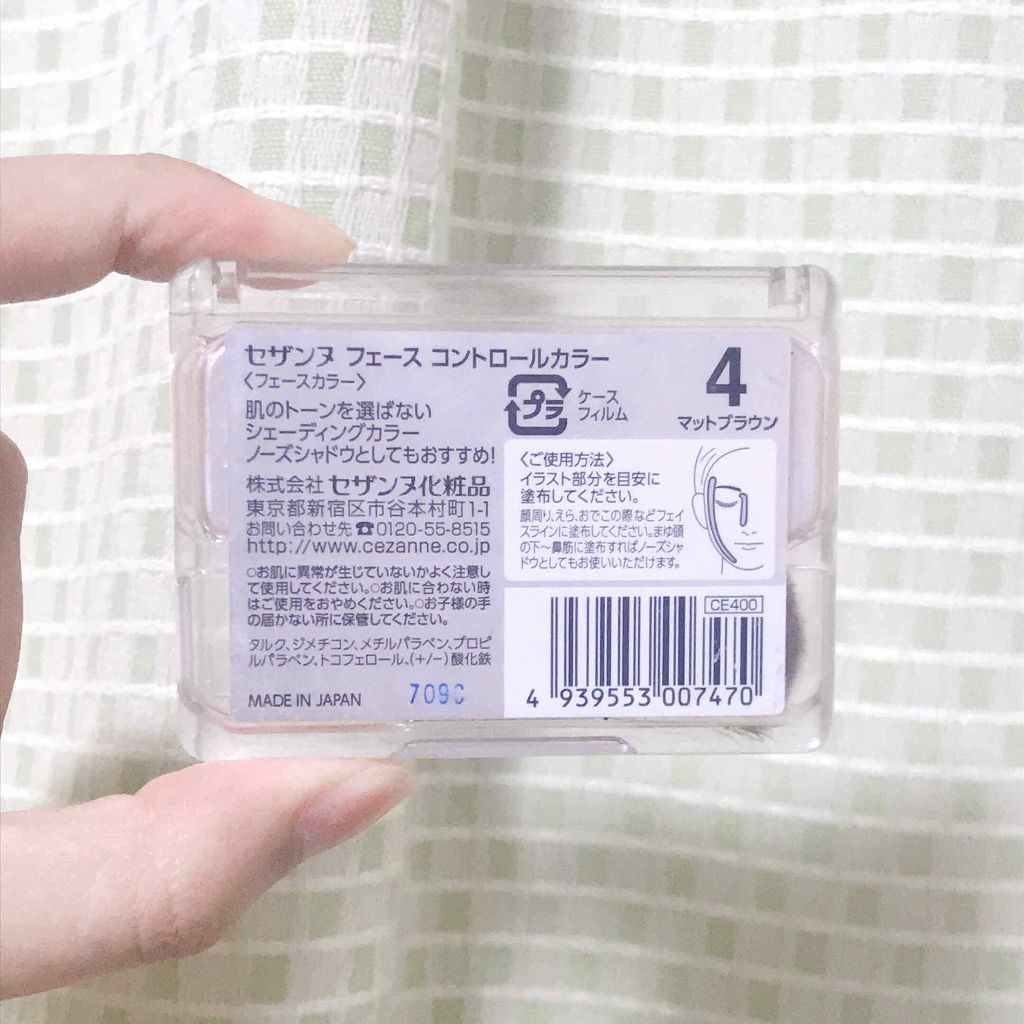 セザンヌ フェース コントロールカラー
〈フェースカラー〉
肌のトーンを選ばない
シェーディングカラー
ノーズシャドウとしてもおすすめ!
プラ
ケース
フィルム
4
マットブラウン
株式会社 セザンヌ化粧品
東京都新宿区市谷本村町1-1
お問い合わせ先☎0120-55-8515
http://www.cezanne.co.jp
○お肌に異常が生じていないかよく注意し
て使用してください。○お肌に合わない時
はご使用をおやめください。○お子様の手
の届かない所に保管してください。
タルク、ジメチコン、メチルパラベン、プロピ
ルパラベン、トコフェロール、(+/−)酸化鉄
MADE IN JAPAN
709C
〈ご使用方法〉
イラスト部分を目安に
塗布してください。
顔周り、えら、おでこの際などフェイ
スラインに塗布してください。まゆ頭
の下〜鼻筋に塗布すればノーズシャ
ドウとしてもお使いいただけます。
CE400
4 939553 007470